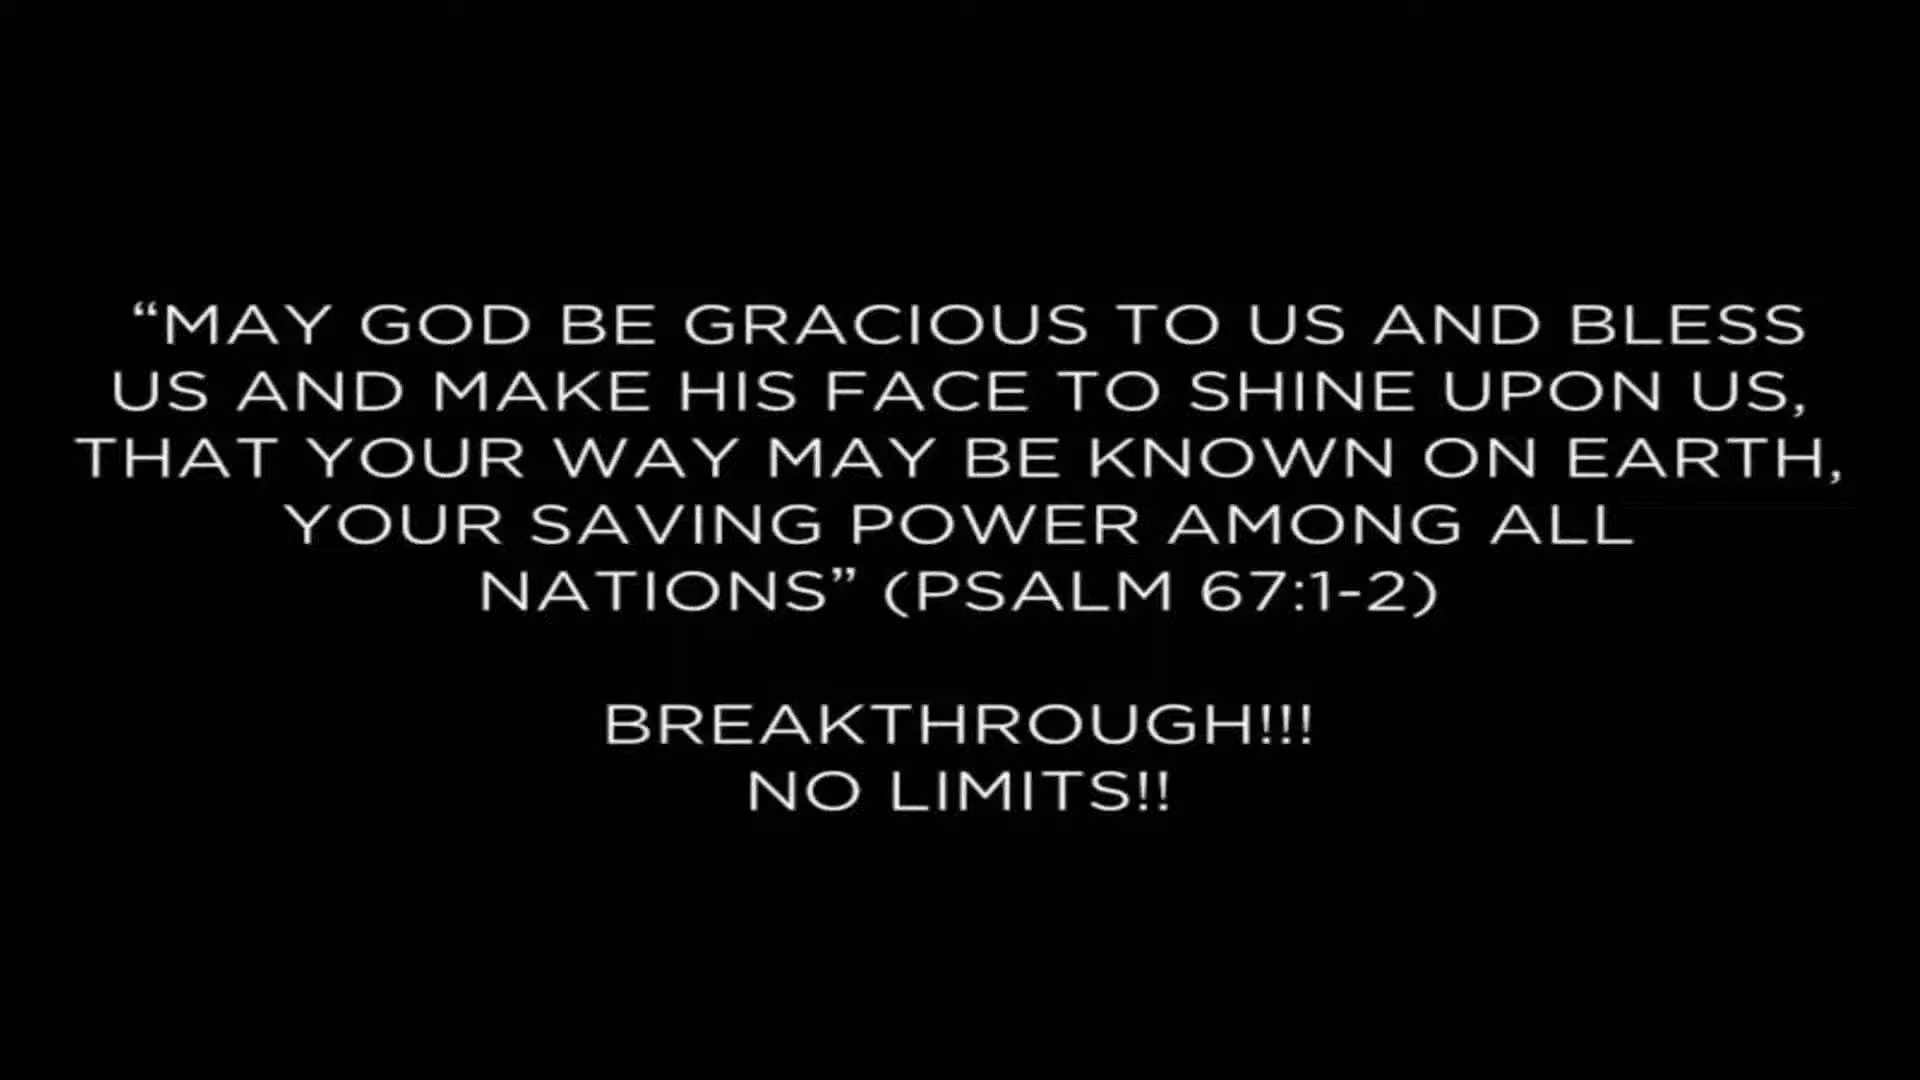 “MAY GOD BE GRACIOUS TO US AND BLESS
US AND MAKE HIS FACE TO SHINE UPON US,
THAT YOUR WAY MAY BE KNOWN ON EARTH,
YOUR SAVING POWER AMONG ALL
NATIONS” (PSALM 67:1-2)
BREAKTHROUGH!!!
NO LIMITS!!